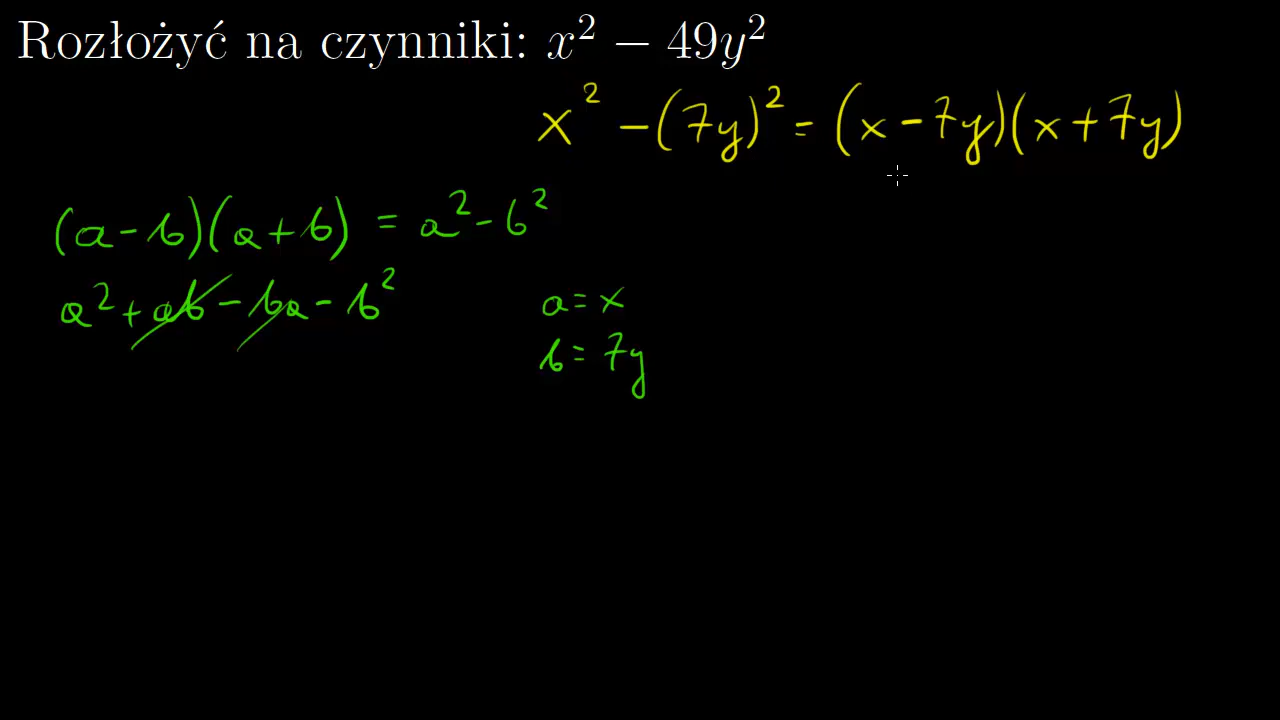 Rozłożyć na czynniki: x² − 49y²
x² − (7y)² = (x − 7y)(x + 7y)
(a − b)(a + b) = a² − b²
a² + ab − ba − b²
a = x
b = 7y